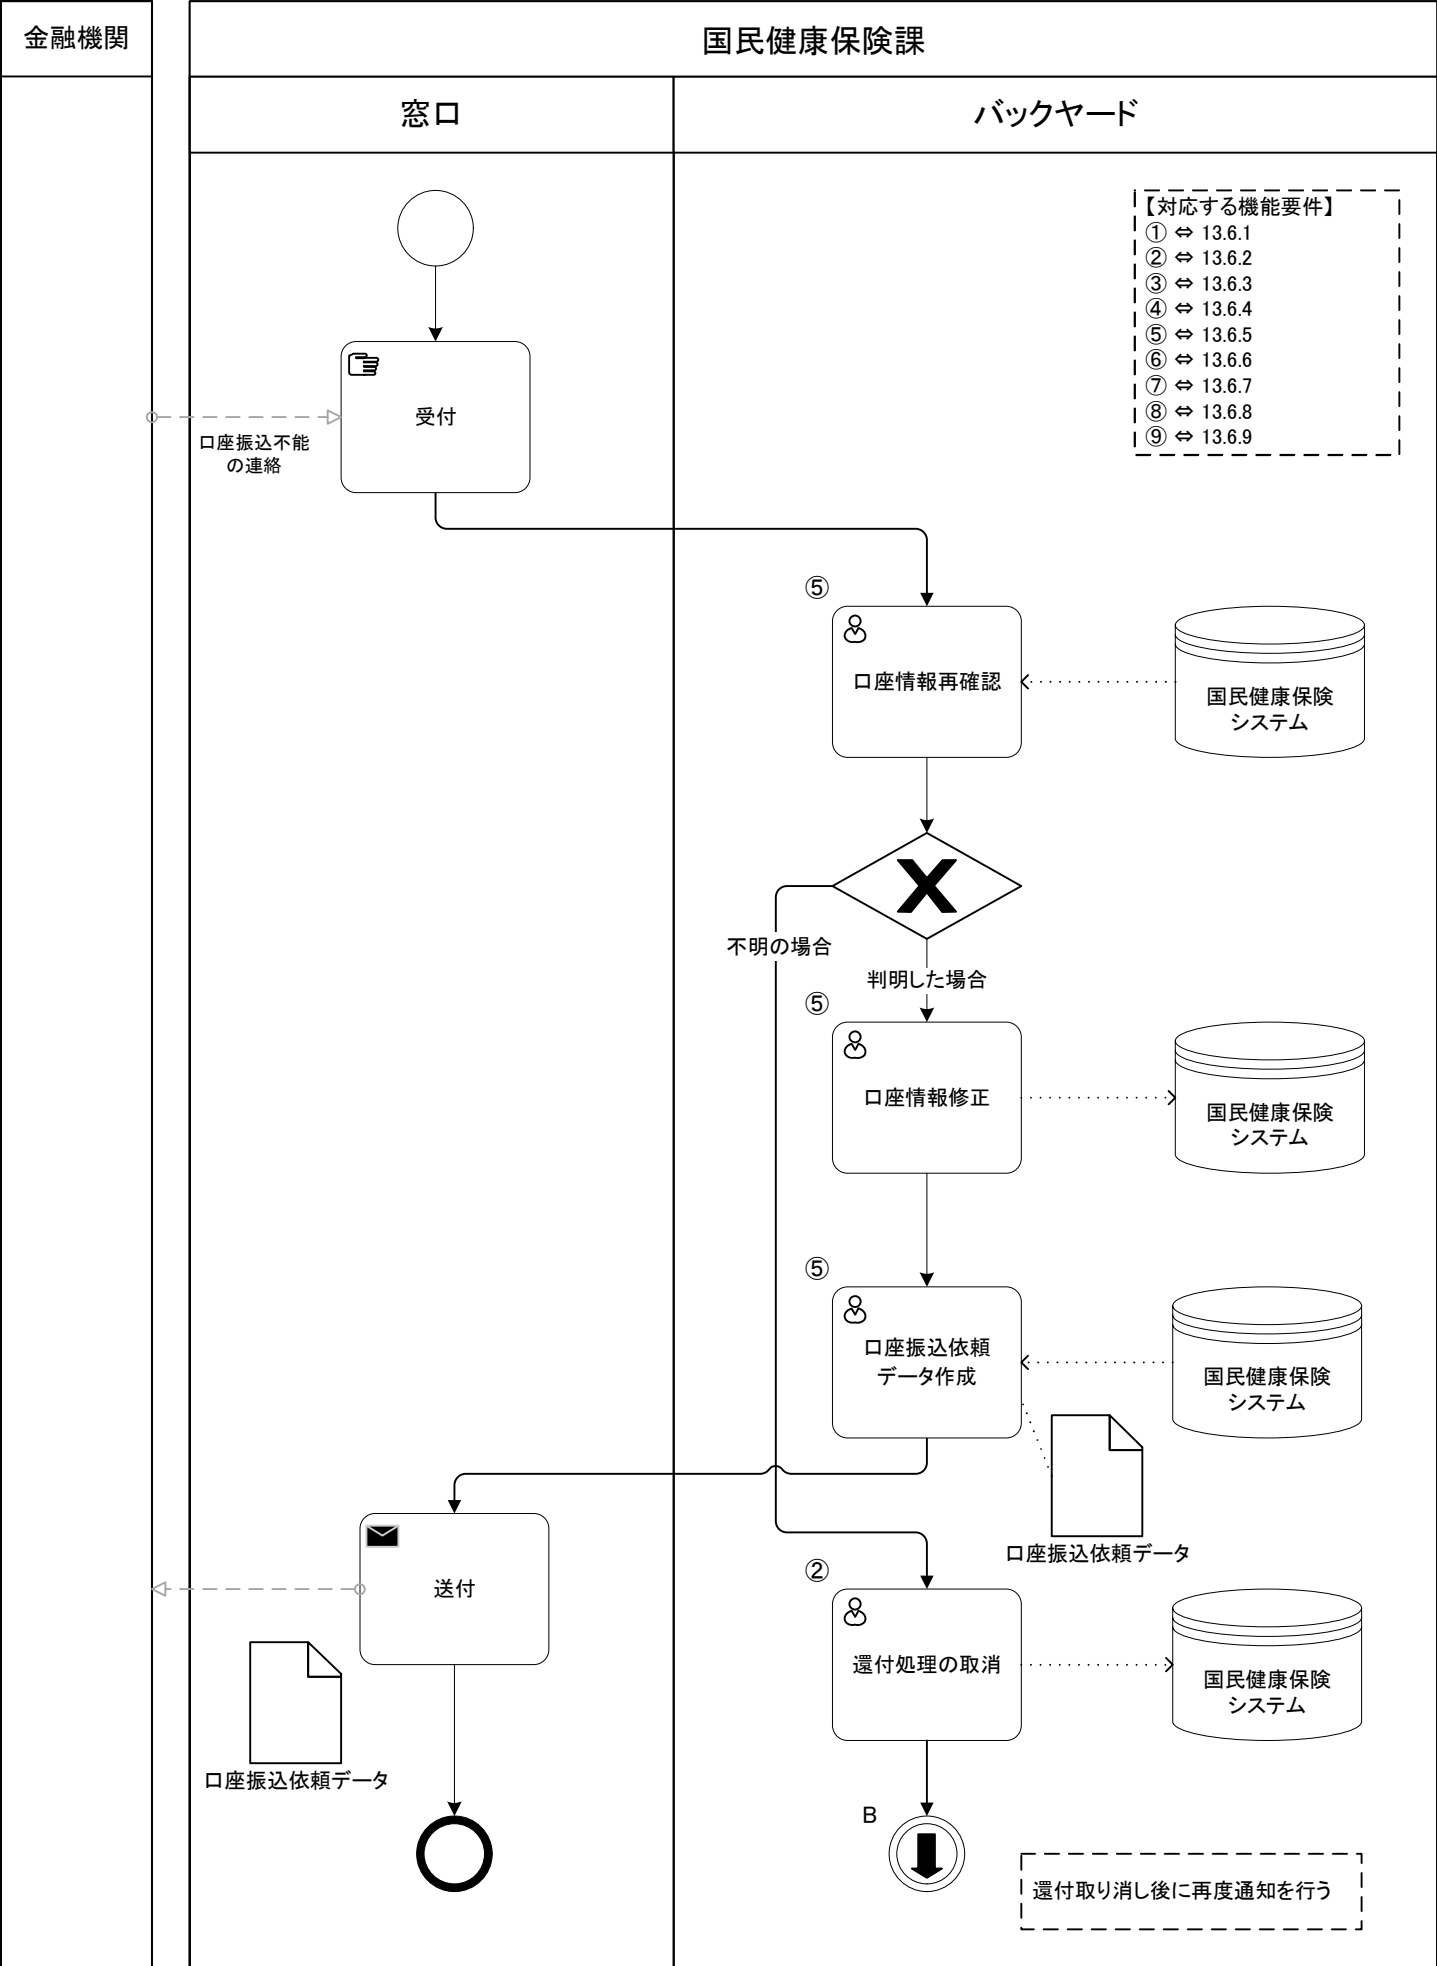 金融機関
国民健康保険課
窓口
バックヤード
【対応する機能要件】
① ⇔ 13.6.1
② ⇔ 13.6.2
③ ⇔ 13.6.3
④ ⇔ 13.6.4
⑤ ⇔ 13.6.5
⑥ ⇔ 13.6.6
⑦ ⇔ 13.6.7
⑧ ⇔ 13.6.8
⑨ ⇔ 13.6.9
受付
口座振込不能
の連絡
⑤
口座情報再確認
国民健康保険
システム
不明の場合
判明した場合
⑤
口座情報修正
国民健康保険
システム
⑤
口座振込依頼
データ作成
国民健康保険
システム
口座振込依頼データ
送付
口座振込依頼データ
②
還付処理の取消
国民健康保険
システム
B
還付取り消し後に再度通知を行う